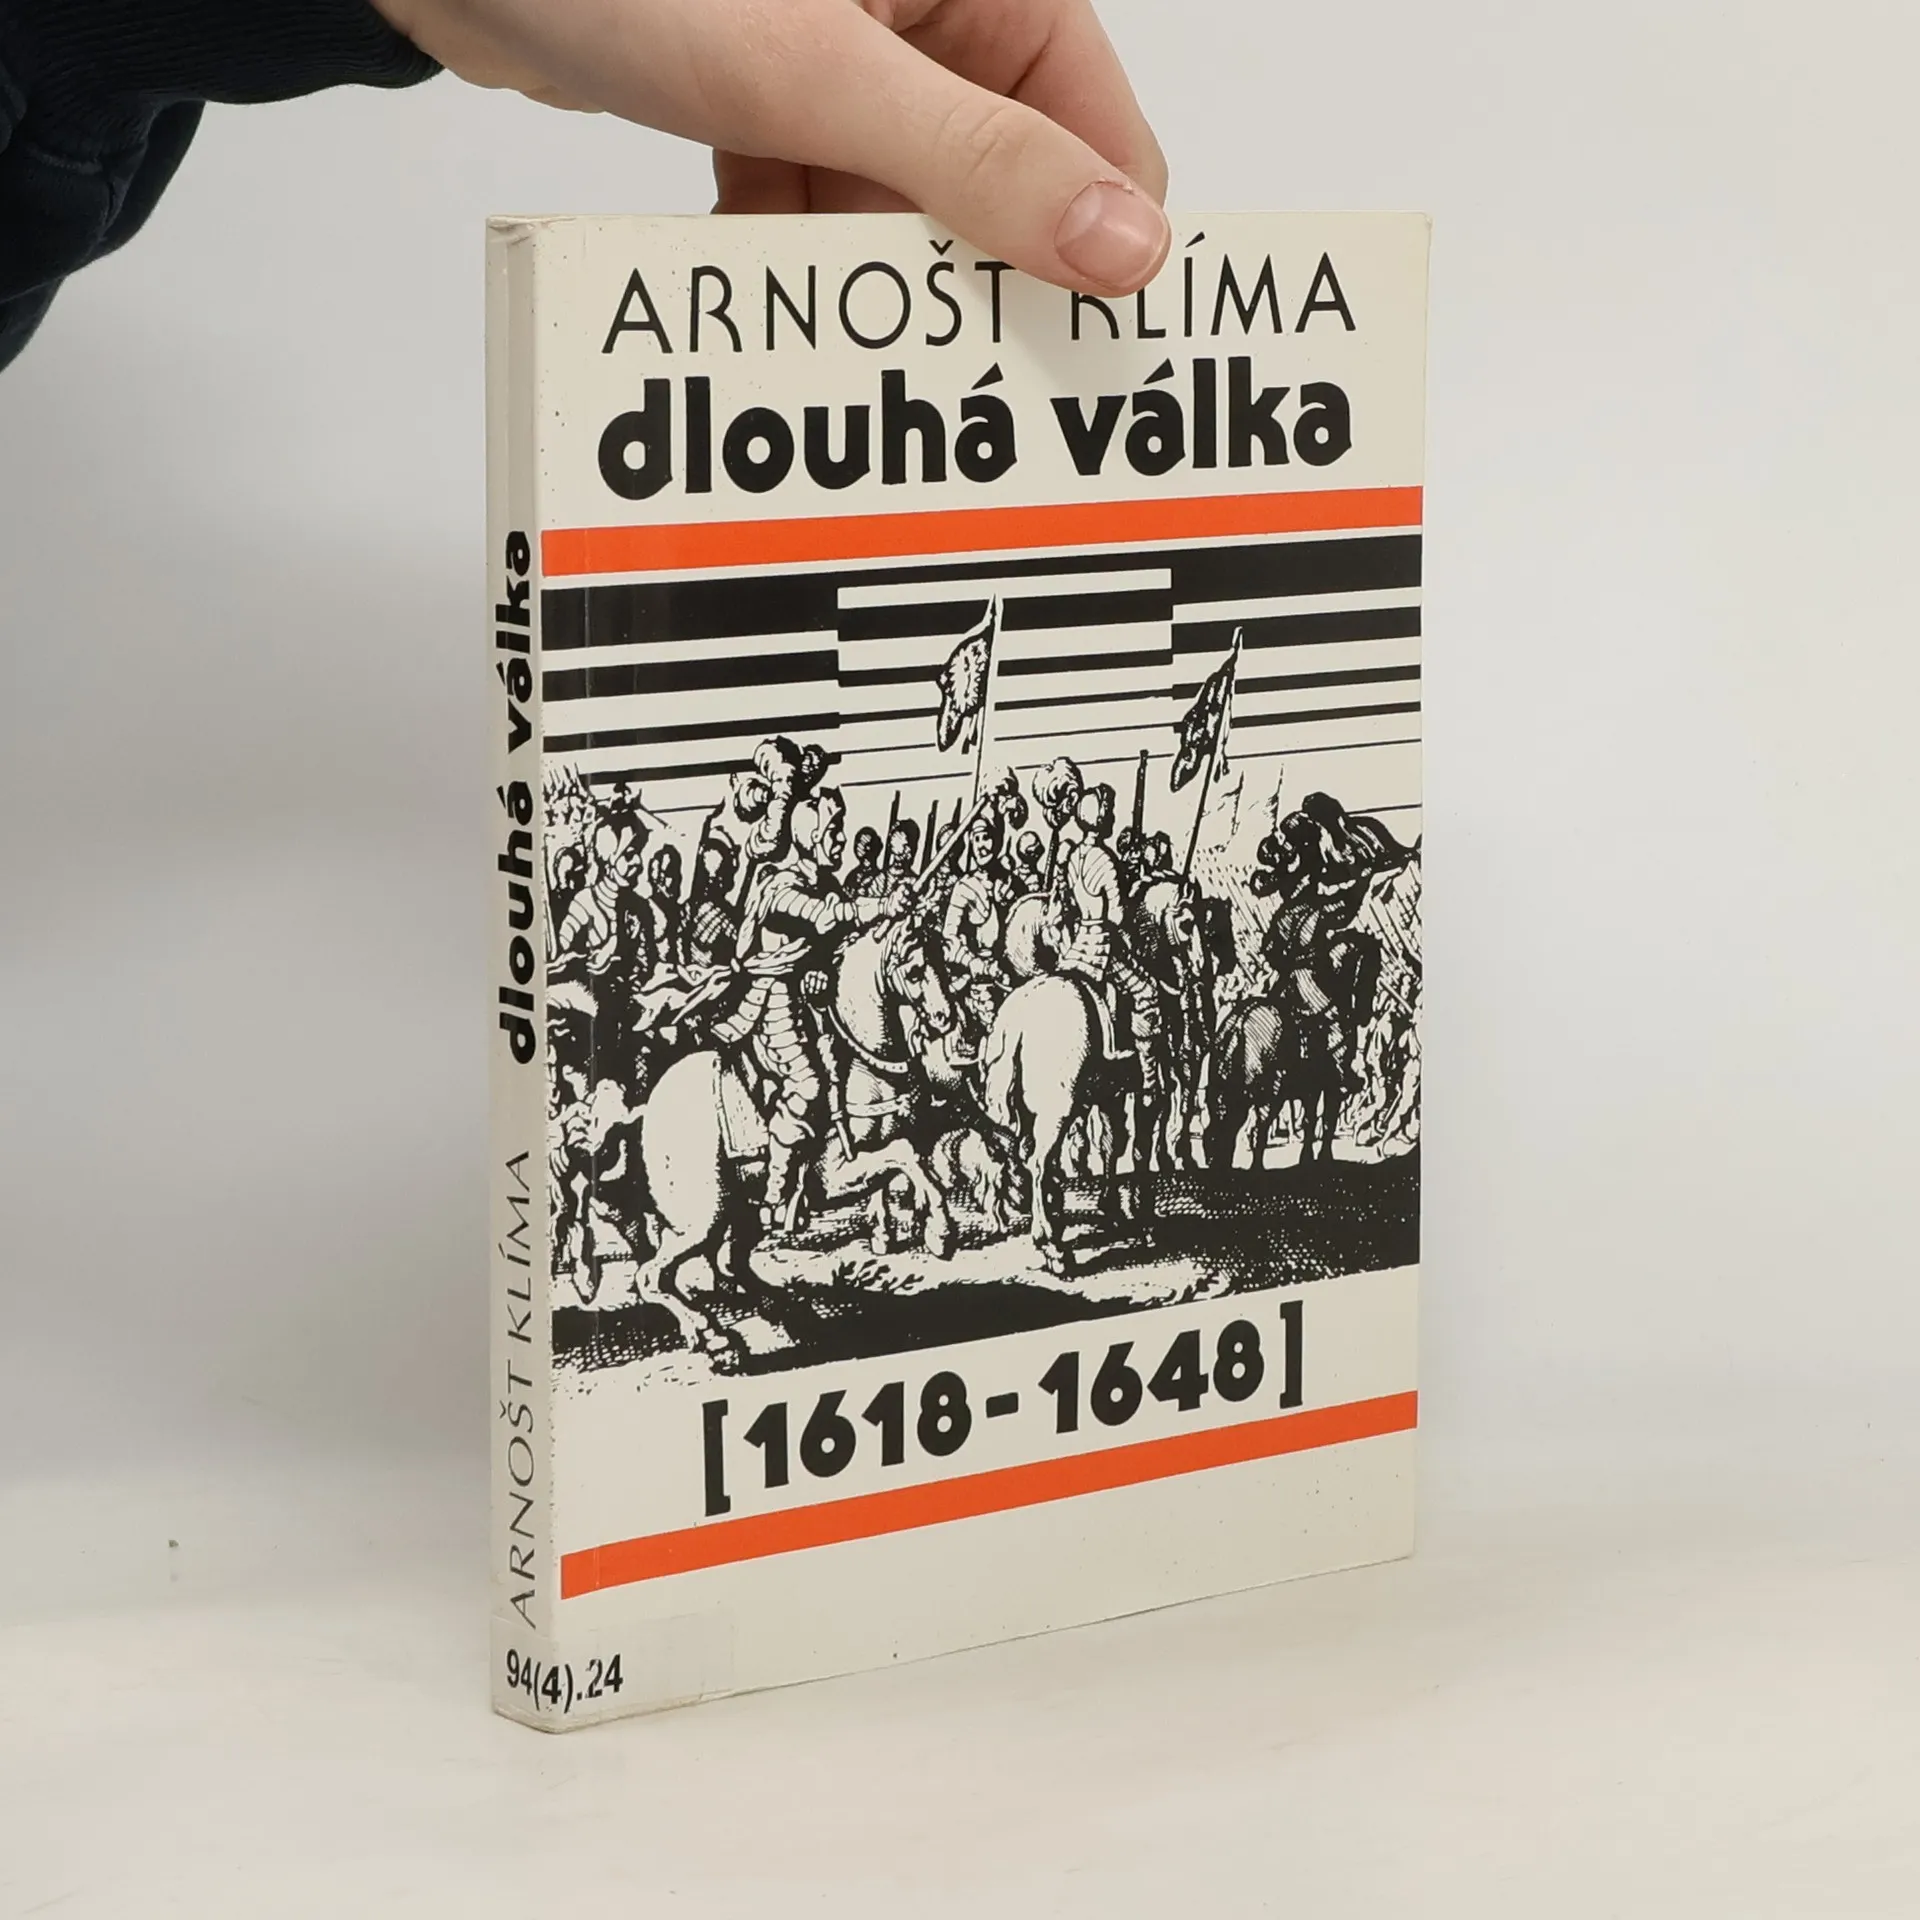 ARNOŠT KLÍMA
dlouhá válka
[1618-1648]
ARNOŠT KLÍMA dlouhá válka
94(4).24